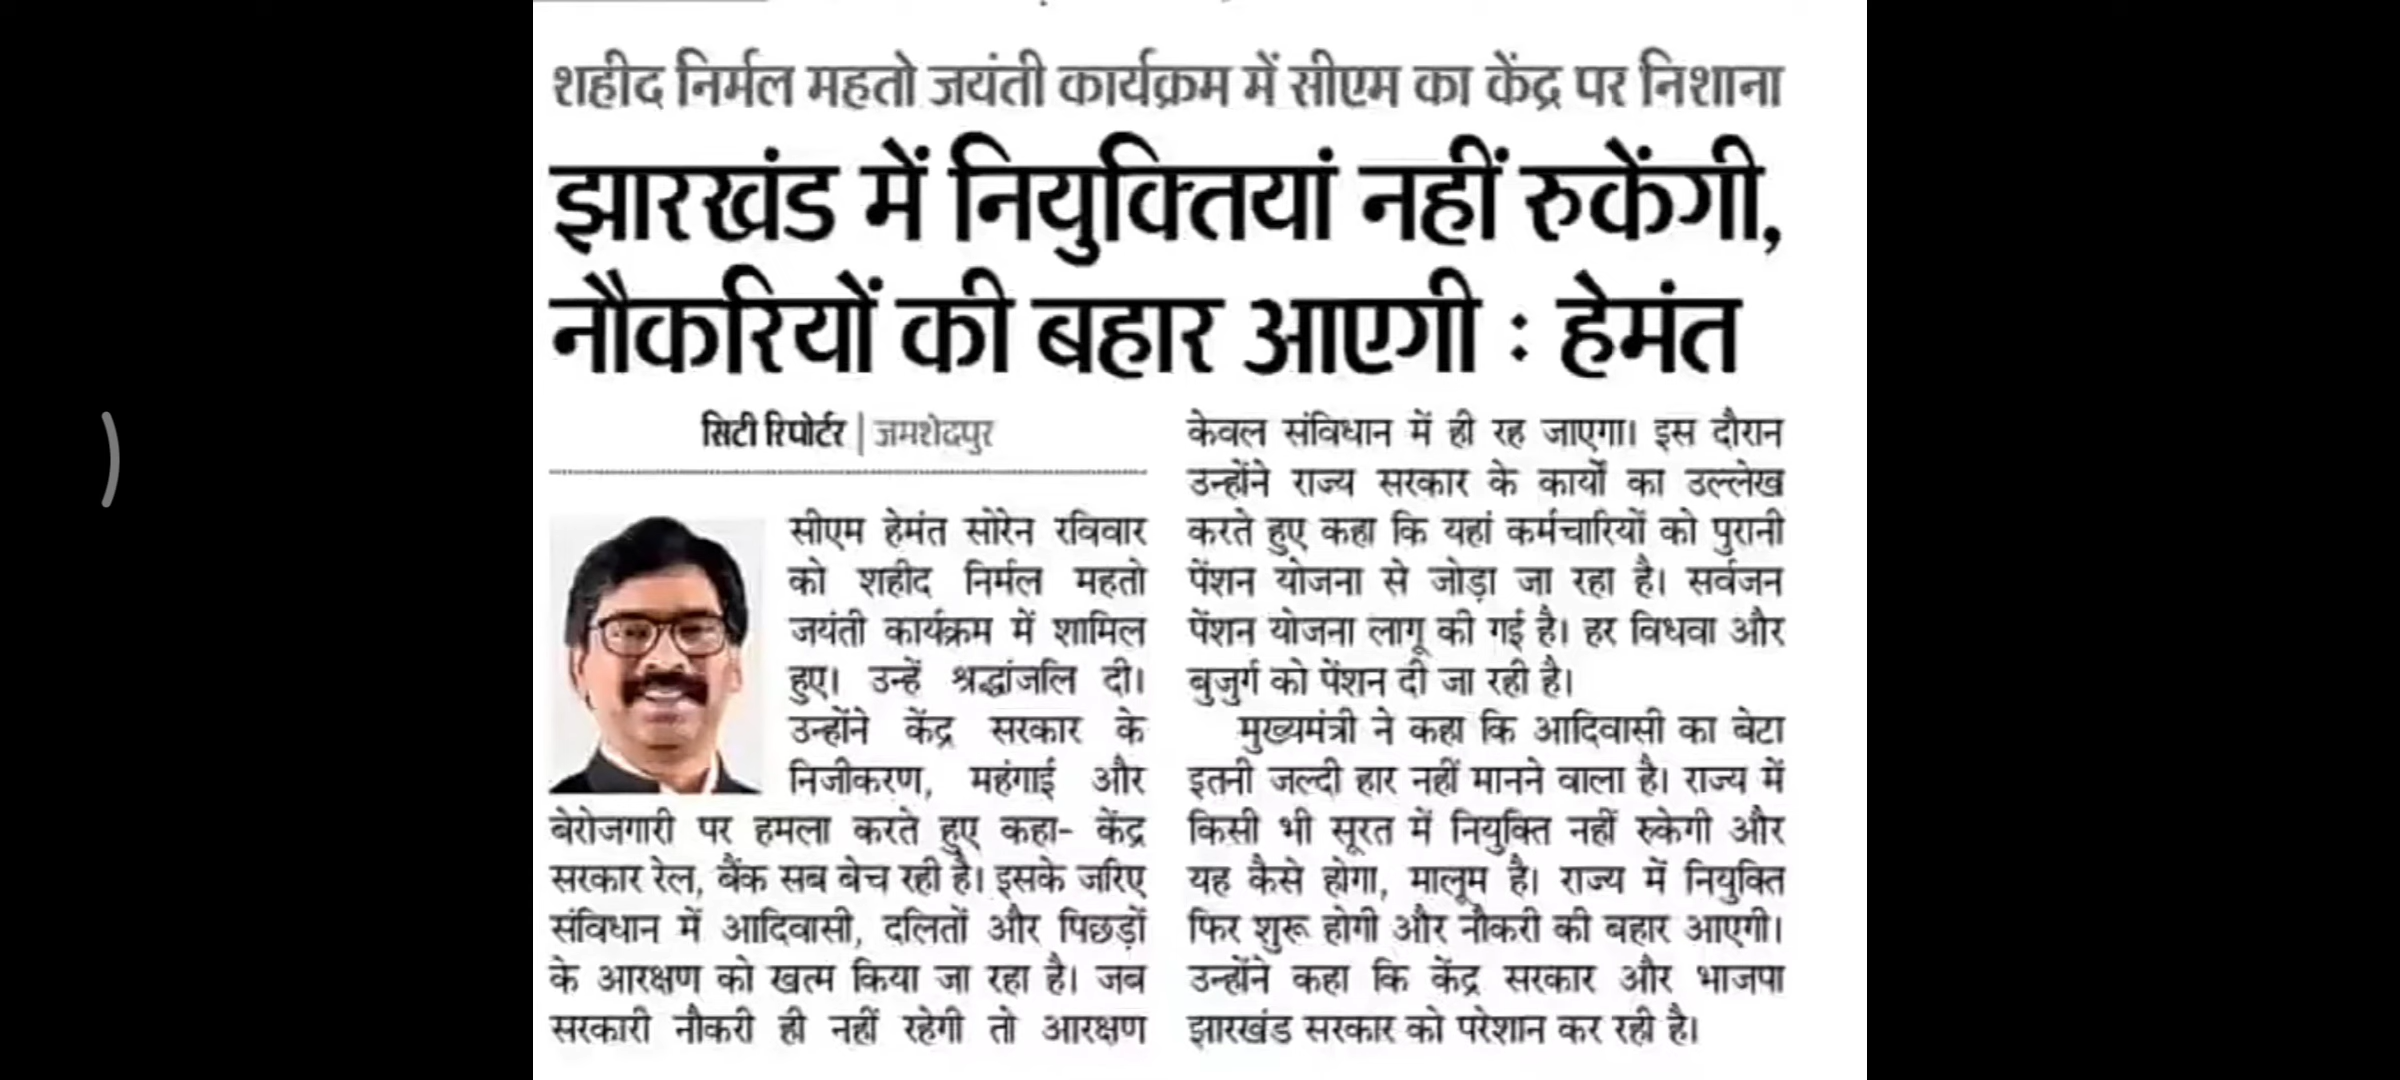 शहीद निर्मल महतो जयंती कार्यक्रम में सीएम का केंद्र पर निशाना
झारखंड में नियुक्तियां नहीं रुकेंगी,
नौकरियों की बहार आएगी : हेमंत
सिटी रिपोर्टर | जमशेदपुर
सीएम हेमंत सोरेन रविवार
को शहीद निर्मल महतो
जयंती कार्यक्रम में शामिल
हुए। उन्हें श्रद्धांजलि दी।
उन्होंने केंद्र सरकार के
निजीकरण, महंगाई और
बेरोजगारी पर हमला करते हुए कहा- केंद्र
सरकार रेल, बैंक सब बेच रही है। इसके जरिए
संविधान में आदिवासी, दलितों और पिछड़ों
के आरक्षण को खत्म किया जा रहा है। जब
सरकारी नौकरी ही नहीं रहेगी तो आरक्षण
केवल संविधान में ही रह जाएगा। इस दौरान
उन्होंने राज्य सरकार के कार्यों का उल्लेख
करते हुए कहा कि यहां कर्मचारियों को पुरानी
पेंशन योजना से जोड़ा जा रहा है। सर्वजन
पेंशन योजना लागू की गई है। हर विधवा और
बुजुर्ग को पेंशन दी जा रही है।
मुख्यमंत्री ने कहा कि आदिवासी का बेटा
इतनी जल्दी हार नहीं मानने वाला है। राज्य में
किसी भी सूरत में नियुक्ति नहीं रुकेगी और
यह कैसे होगा, मालूम है। राज्य में नियुक्ति
फिर शुरू होगी और नौकरी की बहार आएगी।
उन्होंने कहा कि केंद्र सरकार और भाजपा
झारखंड सरकार को परेशान कर रही है।